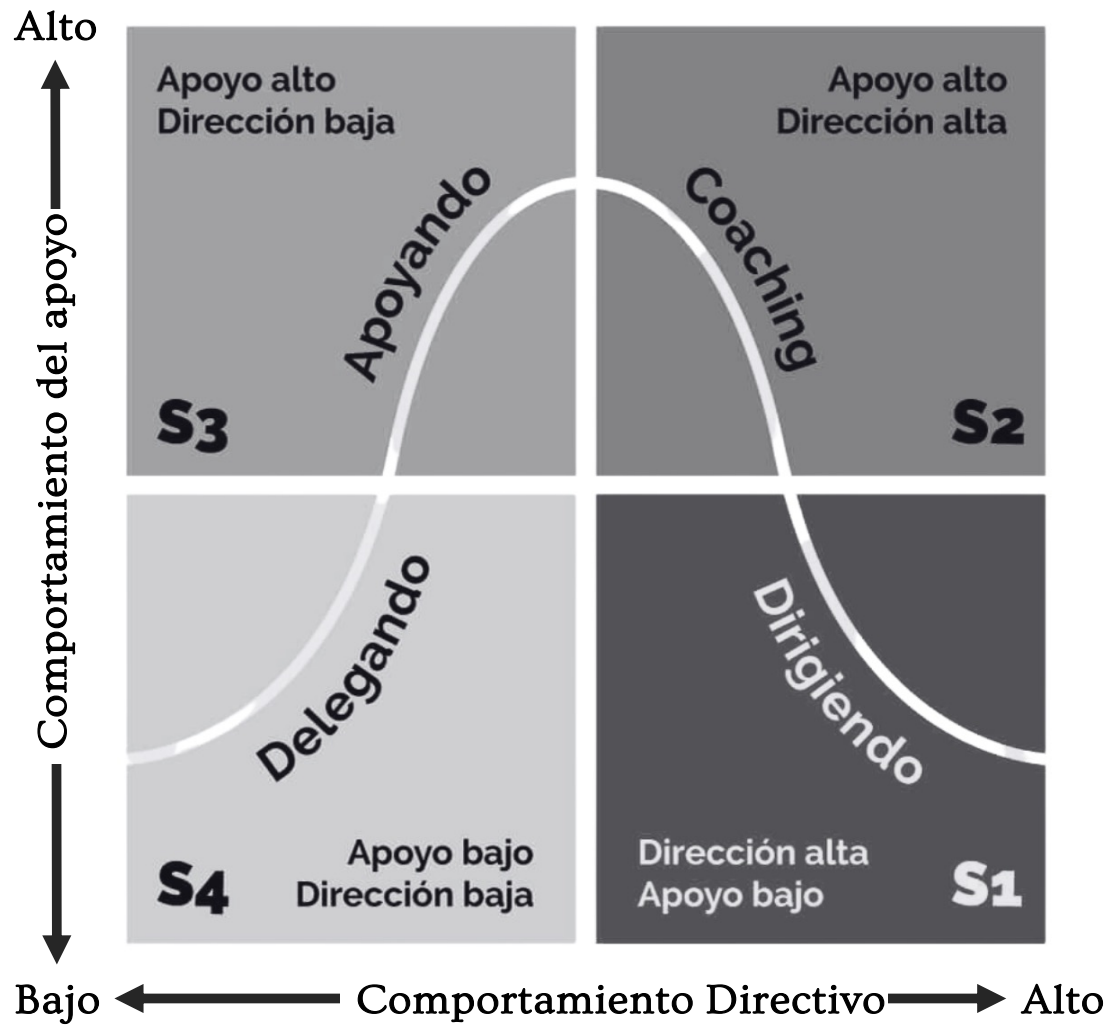 Alto
Apoyo alto
Dirección baja
Apoyando
S3
Apoyo alto
Dirección alta
Coaching
S2
Comportamiento del apoyo
Delegando
S4
Apoyo bajo
Dirección baja
Dirigiendo
Dirección alta
Apoyo bajo
S1
Bajo
Comportamiento Directivo
Alto